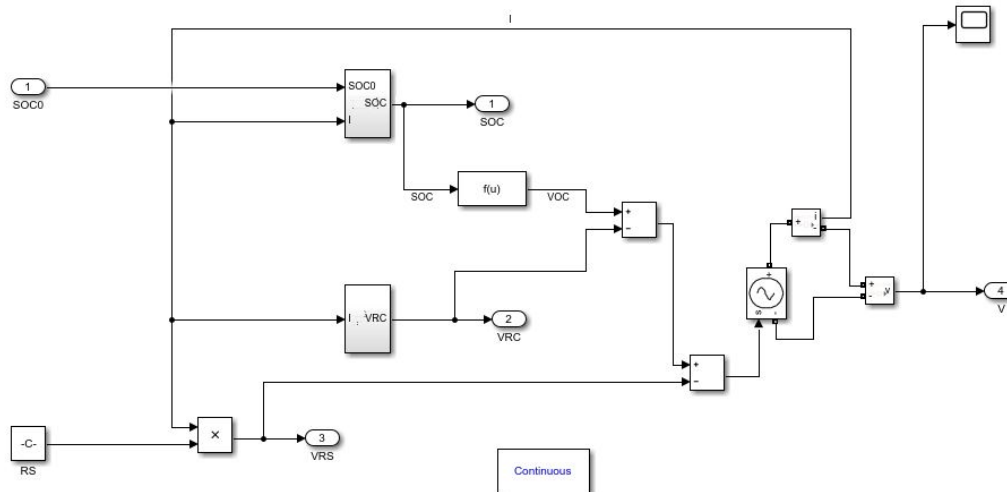 I
1
SOC0
SOC0
SOC
I
1
SOC
SOC
f(u)
VOC
+
−
+
i
-
+
s
-
+
-
v
4
V
I
VRC
2
VRC
+
−
-C-
RS
×
3
VRS
Continuous